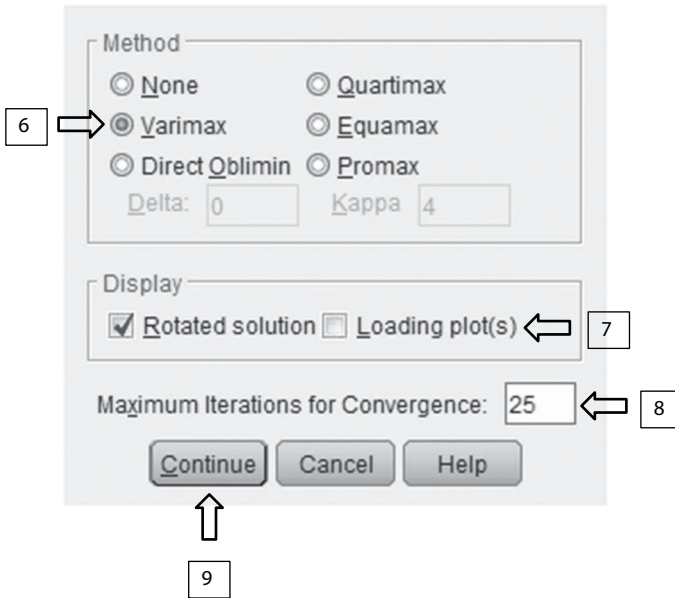 Method
None Quartimax
6 Varimax Equamax
Direct Oblimin Promax
Delta: 0 Kappa 4
Display
Rotated solution Loading plot(s) 7
Maximum Iterations for Convergence: 25 8
Continue Cancel Help
9